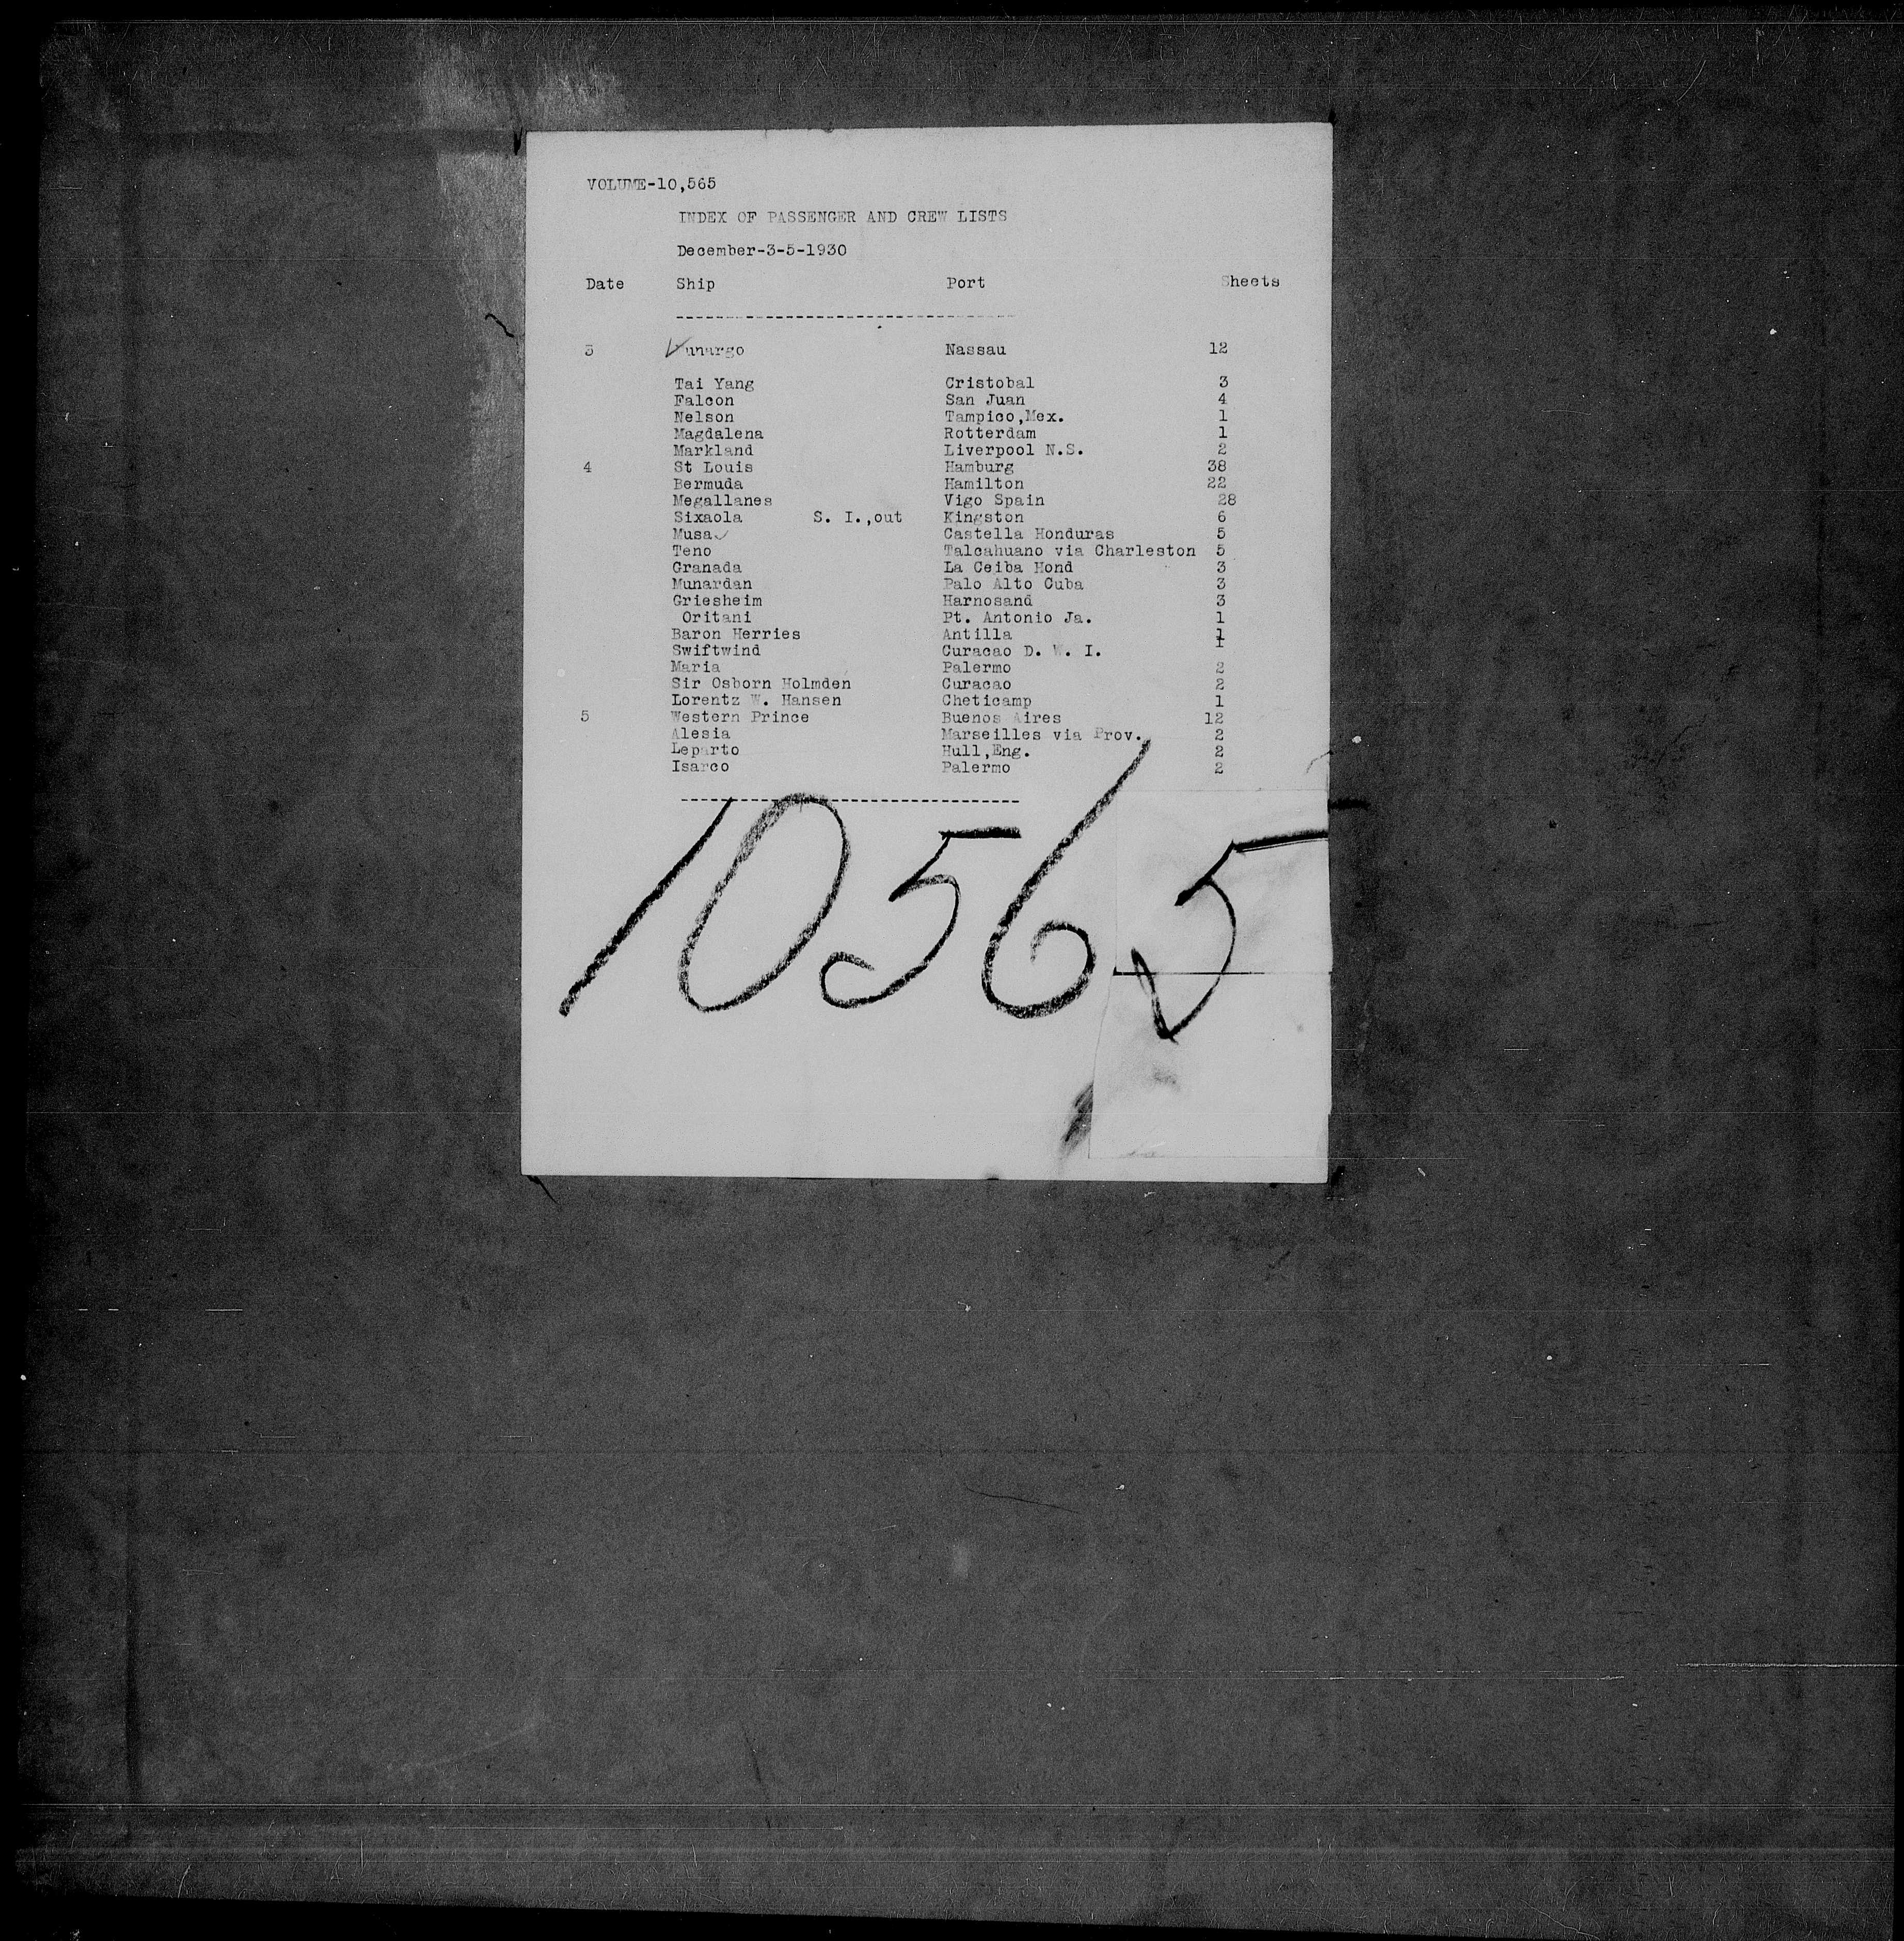 VOLUME-10,565
INDEX OF PASSENGER AND CREW LISTS
December-3-5-1930
Date Ship Port Sheets
3 Munargo Nassau 12
Tai Yang Cristobal 3
Falcon San Juan 4
Nelson Tampico,Mex. 1
Magdalena Rotterdam 1
Markland Liverpool N.S. 2
4 St Louis Hamburg 38
Bermuda Hamilton 22
Megallanes Vigo Spain 28
Sixaola S. I.,out Kingston 6
Musa Castella Honduras 5
Teno Talcahuano via Charleston 5
Granada La Ceiba Hond 3
Munardan Palo Alto Cuba 3
Griesheim Harnosand 3
Oritani Pt. Antonio Ja. 1
Baron Herries Antilla 1
Swiftwind Curacao D. W. I. 1
Maria Palermo 2
Sir Osborn Holmden Curacao 2
Lorentz W. Hansen Cheticamp 1
5 Western Prince Buenos Aires 12
Alesia Marseilles via Prov. 2
Leparto Hull,Eng. 2
Isarco Palermo 2
10565